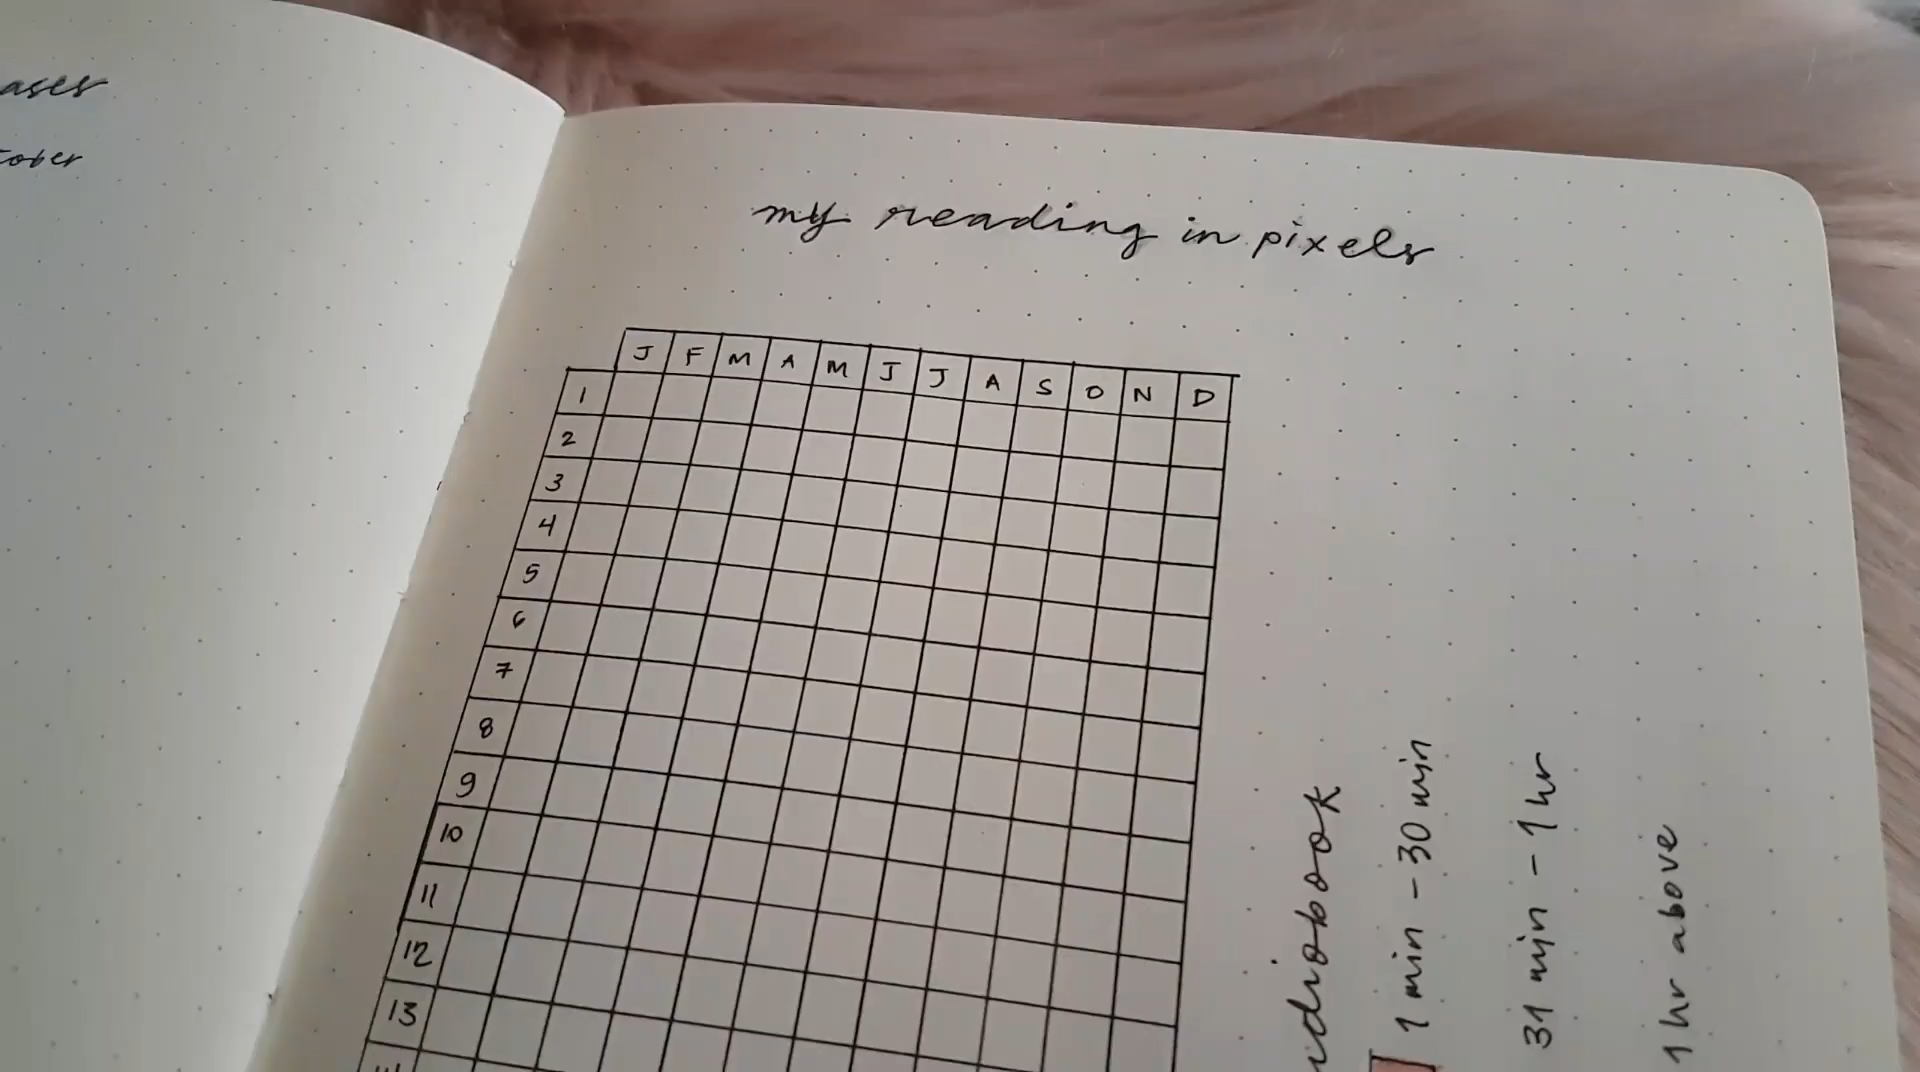 my reading in pixels
J F M A M J J A S O N D
1
2
3
4
5
6
7
8
9
10
11
12
13
1 min - 30 min
31 min - 1 hr
1 hr above